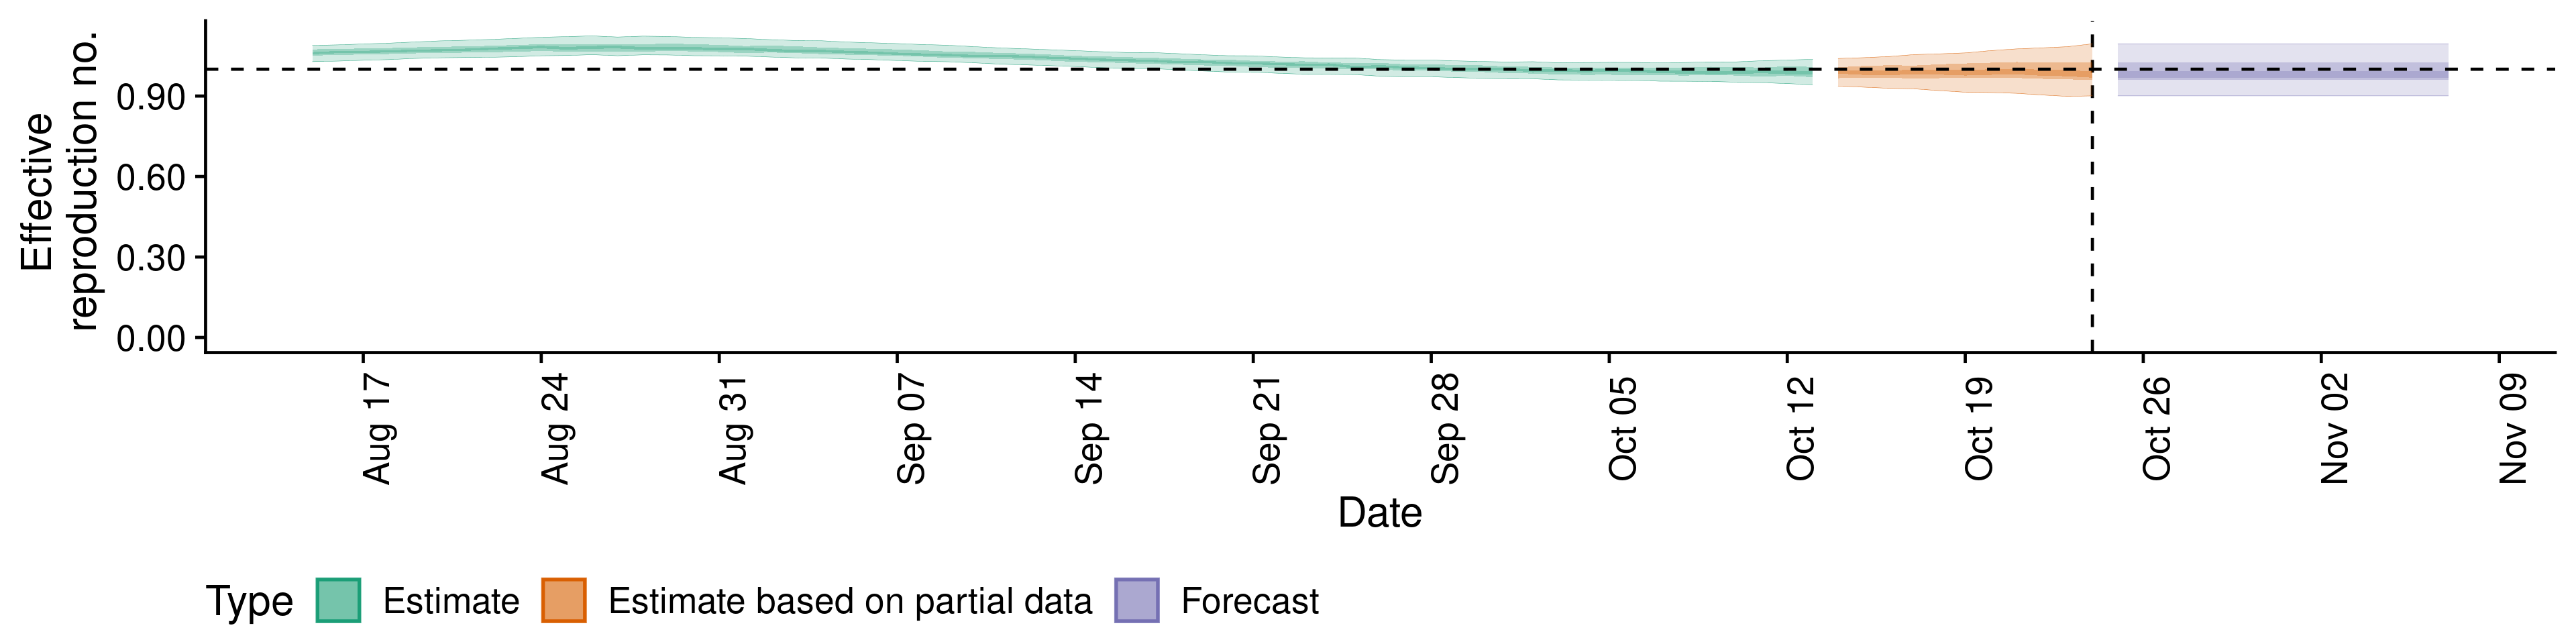 Effective
reproduction no.
0.90
0.60
0.30
0.00
Aug 17
Aug 24
Aug 31
Sep 07
Sep 14
Sep 21
Sep 28
Oct 05
Oct 12
Oct 19
Oct 26
Nov 02
Nov 09
Date
Type Estimate Estimate based on partial data Forecast